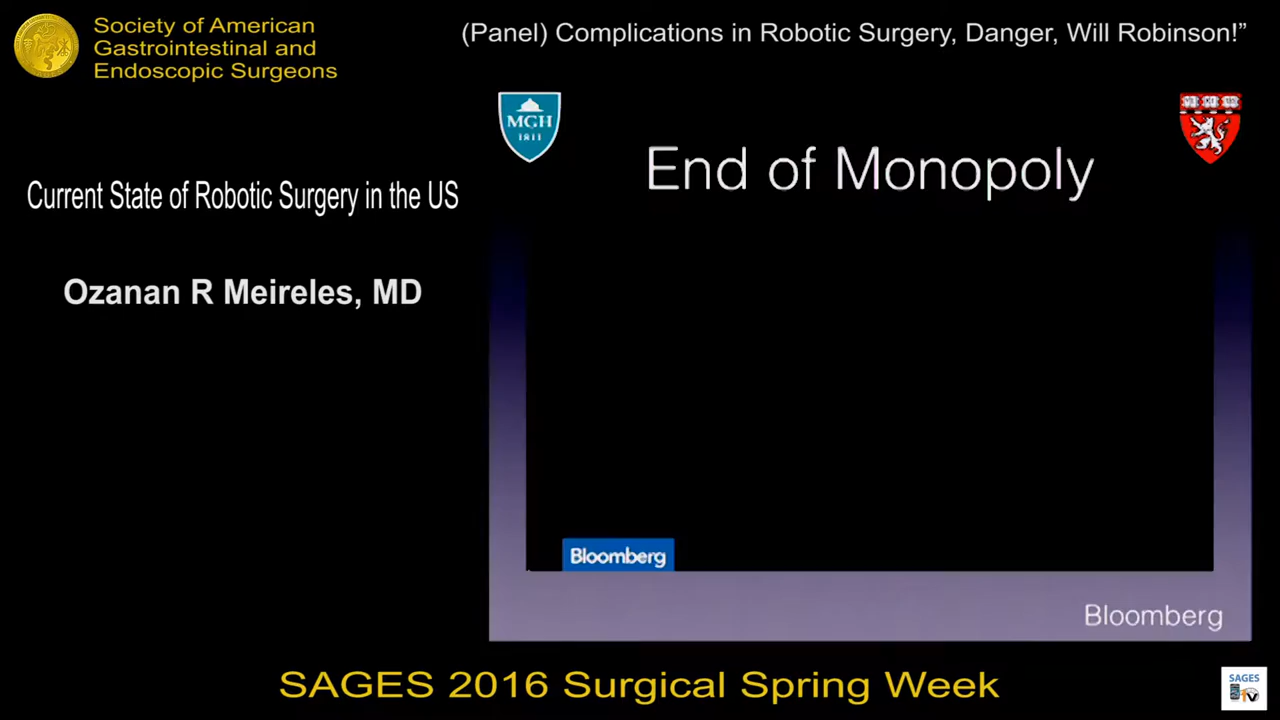 Society of American
Gastrointestinal and
Endoscopic Surgeons
(Panel) Complications in Robotic Surgery, Danger, Will Robinson!”
Current State of Robotic Surgery in the US
Ozanan R Meireles, MD
MGH
1811
End of Monopoly
Bloomberg
Bloomberg
SAGES 2016 Surgical Spring Week
SAGES
TV